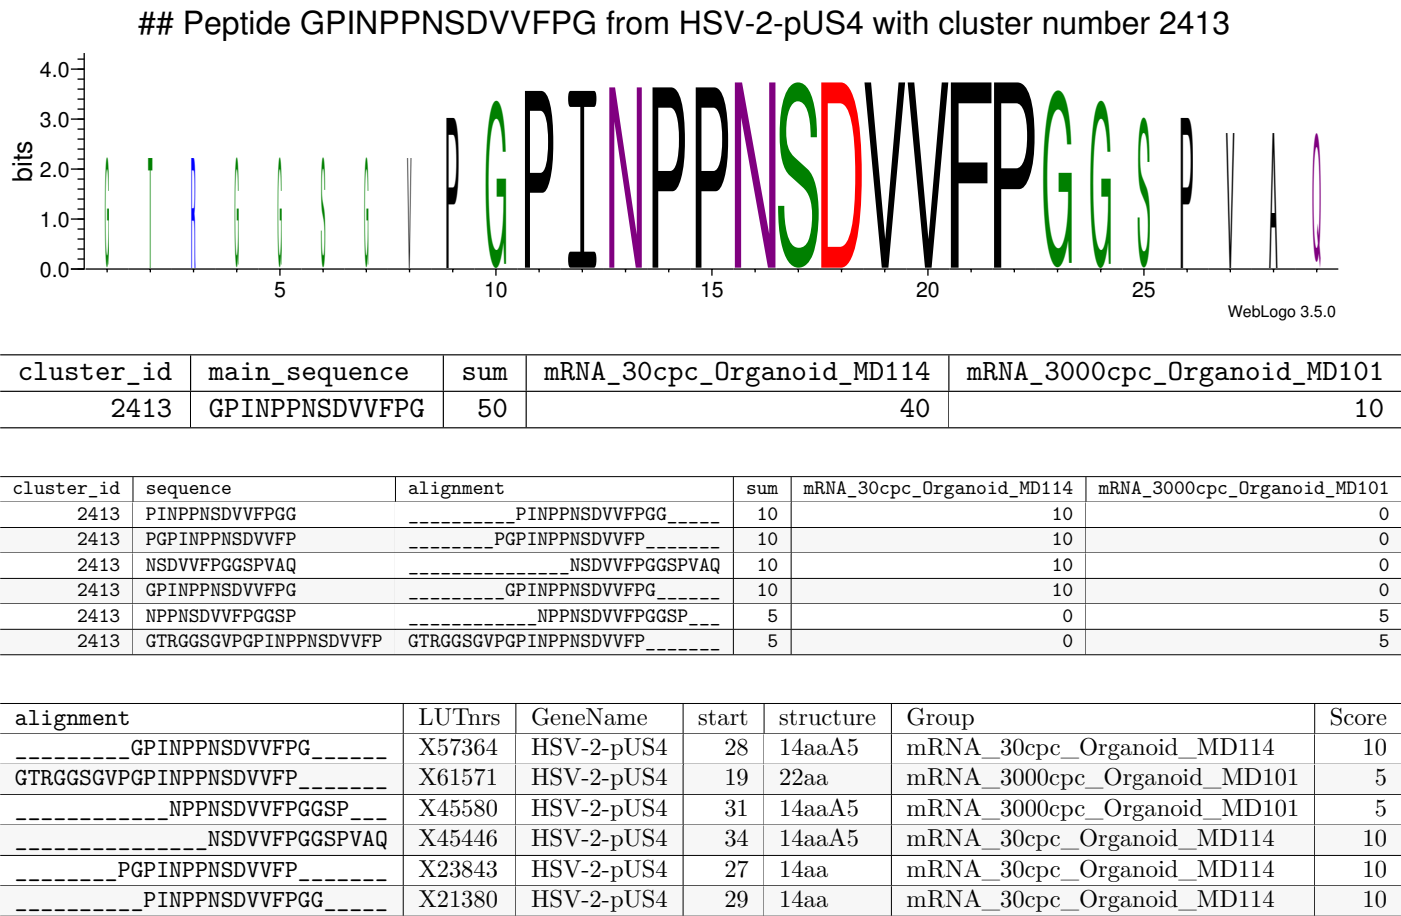 ## Peptide GPINPPNSDVVFPG from HSV-2-pUS4 with cluster number 2413
4.0
3.0
2.0
1.0
0.0
bits
GTRGGSGVPGPINPPNSDVVFPGGSPVAQ
5 10 15 20 25
WebLogo 3.5.0
cluster_id main_sequence sum mRNA_30cpc_Organoid_MD114 mRNA_3000cpc_Organoid_MD101
2413 GPINPPNSDVVFPG 50 40 10
cluster_id sequence alignment sum mRNA_30cpc_Organoid_MD114 mRNA_3000cpc_Organoid_MD101
2413 PINPPNSDVVFPGG __________PINPPNSDVVFPGG_____ 10 10 0
2413 PGPINPPNSDVVFP ________PGPINPPNSDVVFP_______ 10 10 0
2413 NSDVVFPGGSPVAQ _______________NSDVVFPGGSPVAQ 10 10 0
2413 GPINPPNSDVVFPG _________GPINPPNSDVVFPG______ 10 10 0
2413 NPPNSDVVFPGGSP ____________NPPNSDVVFPGGSP___ 5 0 5
2413 GTRGGSGVPGPINPPNSDVVFP GTRGGSGVPGPINPPNSDVVFP_______ 5 0 5
alignment LUTnrs GeneName start structure Group Score
_________GPINPPNSDVVFPG______ X57364 HSV-2-pUS4 28 14aaA5 mRNA_30cpc_Organoid_MD114 10
GTRGGSGVPGPINPPNSDVVFP_______ X61571 HSV-2-pUS4 19 22aa mRNA_3000cpc_Organoid_MD101 5
____________NPPNSDVVFPGGSP___ X45580 HSV-2-pUS4 31 14aaA5 mRNA_3000cpc_Organoid_MD101 5
_______________NSDVVFPGGSPVAQ X45446 HSV-2-pUS4 34 14aaA5 mRNA_30cpc_Organoid_MD114 10
________PGPINPPNSDVVFP_______ X23843 HSV-2-pUS4 27 14aa mRNA_30cpc_Organoid_MD114 10
__________PINPPNSDVVFPGG_____ X21380 HSV-2-pUS4 29 14aa mRNA_30cpc_Organoid_MD114 10